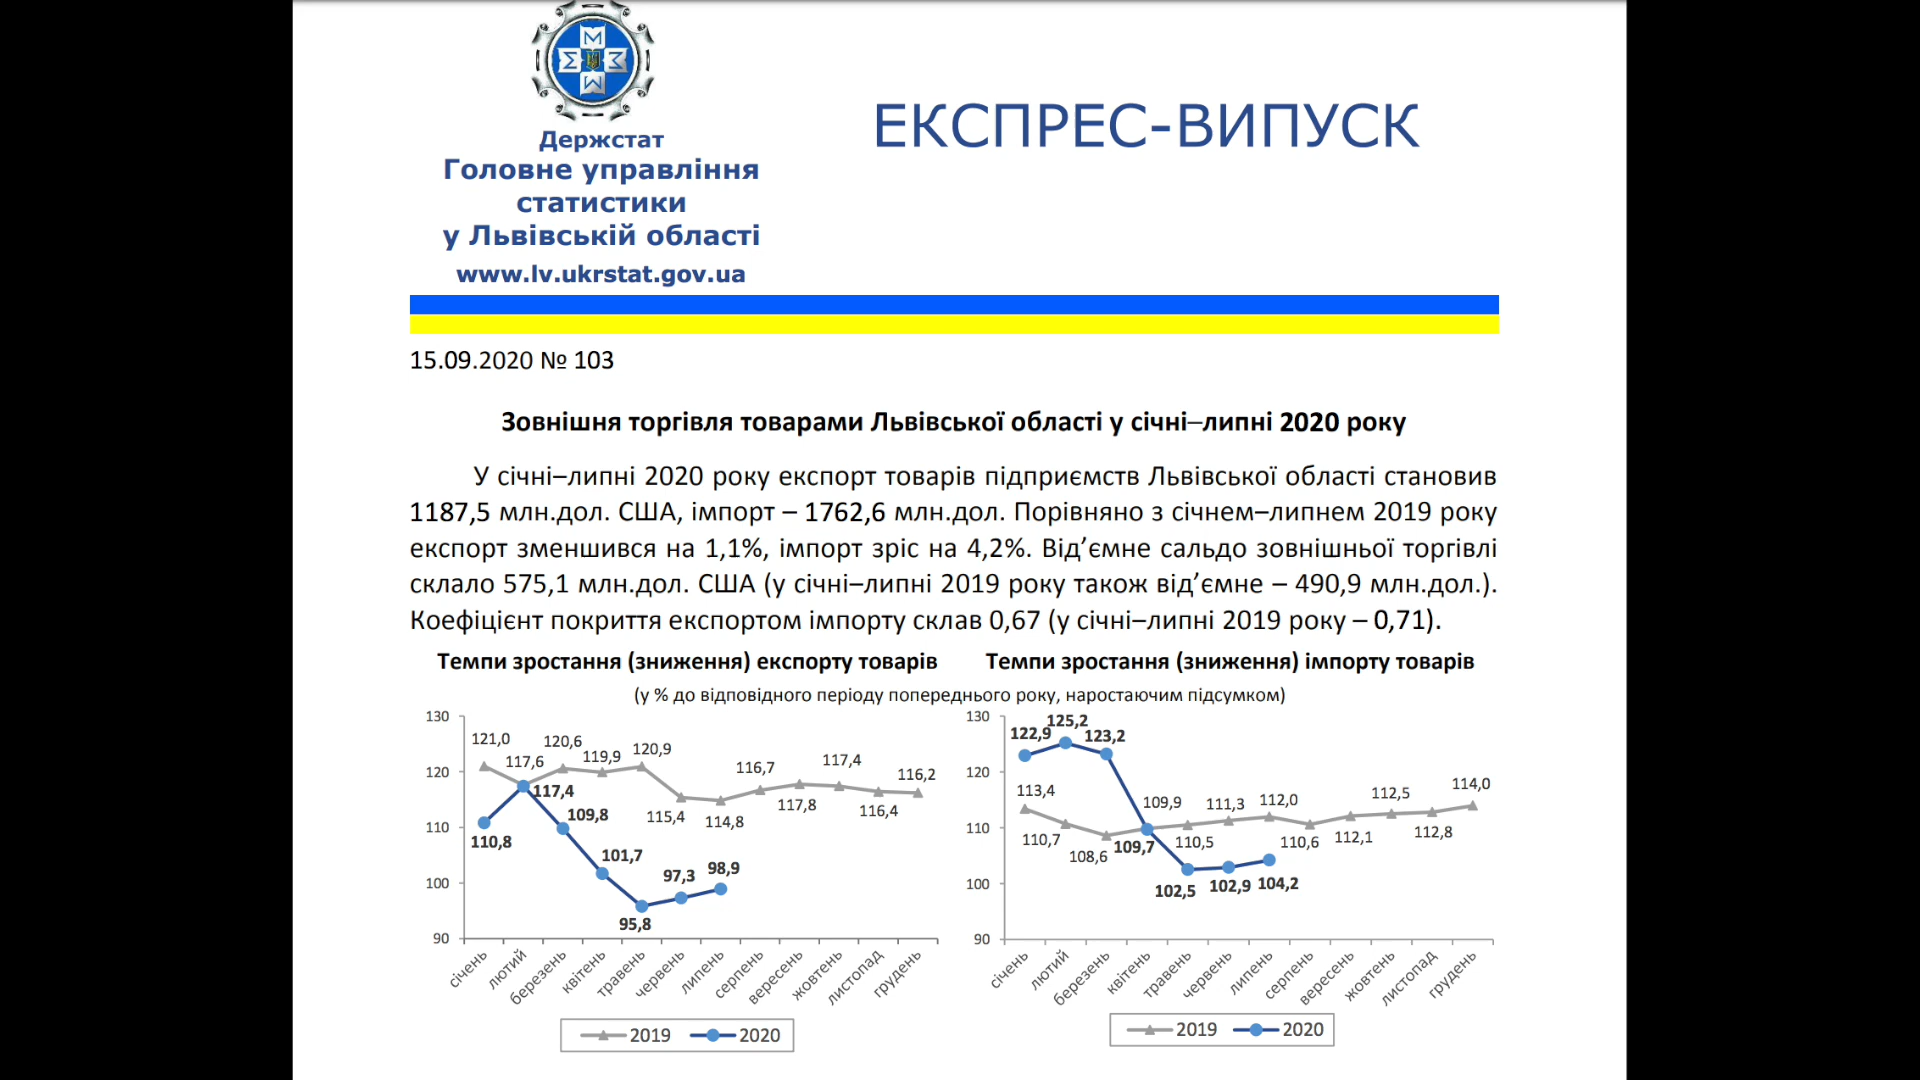 Держстат
Головне управління
статистики
у Львівській області
www.lv.ukrstat.gov.ua
ЕКСПРЕС-ВИПУСК
15.09.2020 № 103
Зовнішня торгівля товарами Львівської області у січні–липні 2020 року
У січні–липні 2020 року експорт товарів підприємств Львівської області становив
1187,5 млн.дол. США, імпорт – 1762,6 млн.дол. Порівняно з січнем–липнем 2019 року
експорт зменшився на 1,1%, імпорт зріс на 4,2%. Від’ємне сальдо зовнішньої торгівлі
склало 575,1 млн.дол. США (у січні–липні 2019 року також від’ємне – 490,9 млн.дол.).
Коефіцієнт покриття експортом імпорту склав 0,67 (у січні–липні 2019 року – 0,71).
Темпи зростання (зниження) експорту товарів
Темпи зростання (зниження) імпорту товарів
(у % до відповідного періоду попереднього року, наростаючим підсумком)
130
120
110
100
90
121,0
117,6
120,6
119,9
120,9
115,4
114,8
116,7
117,8
117,4
116,4
116,2
110,8
117,4
109,8
101,7
95,8
97,3
98,9
січень
лютий
березень
квітень
травень
червень
липень
серпень
вересень
жовтень
листопад
грудень
2019
2020
130
120
110
100
90
122,9
125,2
123,2
109,7
102,5
102,9
104,2
113,4
110,7
108,6
109,9
110,5
111,3
112,0
110,6
112,1
112,5
112,8
114,0
січень
лютий
березень
квітень
травень
червень
липень
серпень
вересень
жовтень
листопад
грудень
2019
2020